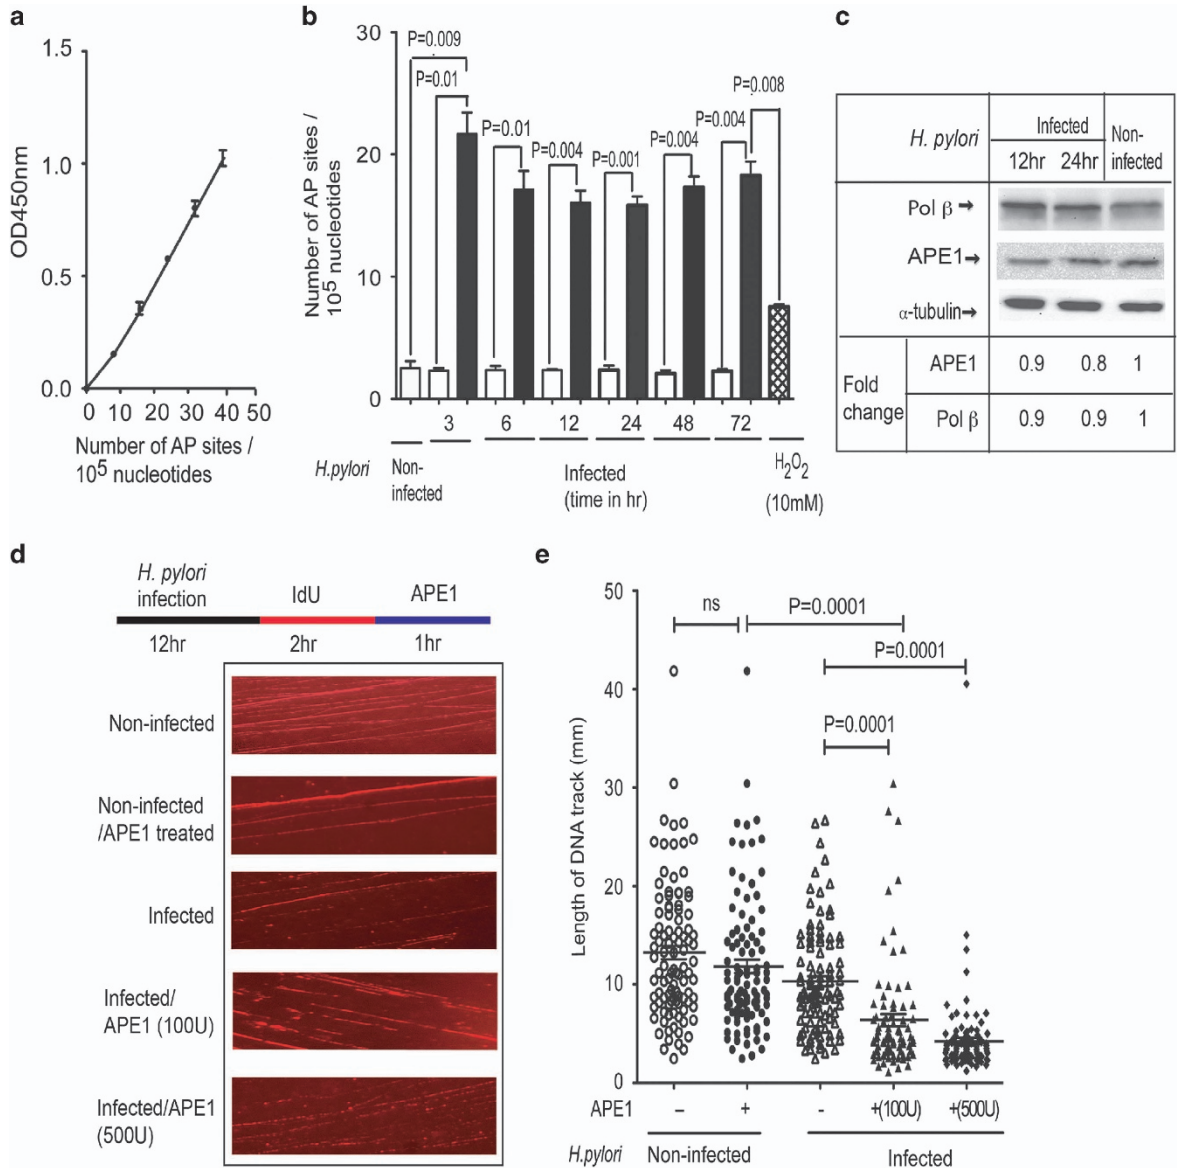 a
1.5
1.0
0.5
0.0
OD450nm
0 10 20 30 40 50
Number of AP sites /
10⁵ nucleotides
b
30
20
10
0
Number of AP sites /
10⁵ nucleotides
P=0.009
P=0.01
P=0.01
P=0.004
P=0.001
P=0.004
P=0.004
P=0.008
3 6 12 24 48 72
H.pylori
Non-
infected
Infected
(time in hr)
H₂O₂
(10mM)
c
H. pylori
Infected
12hr 24hr
Non-
infected
Pol β
APE1
α-tubulin
Fold
change
APE1 0.9 0.8 1
Pol β 0.9 0.9 1
d
H. pylori
infection
IdU
APE1
12hr 2hr 1hr
Non-infected
Non-infected
/APE1 treated
Infected
Infected/
APE1 (100U)
Infected/APE1
(500U)
e
50
40
30
20
10
0
Length of DNA track (mm)
ns
P=0.0001
P=0.0001
P=0.0001
APE1 – + - +(100U) +(500U)
H.pylori Non-infected Infected